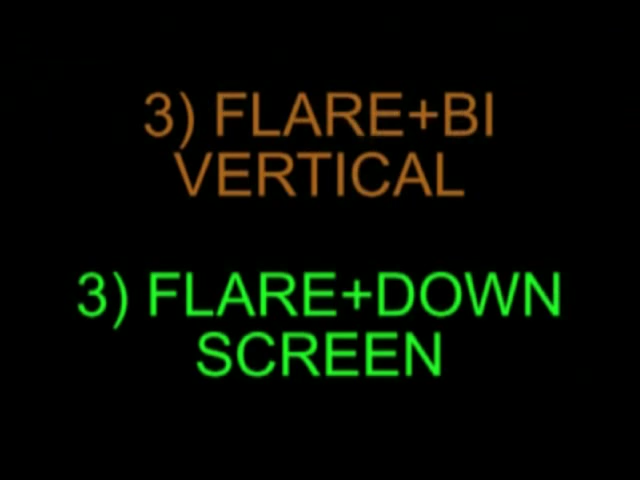 3) FLARE+BI
VERTICAL
3) FLARE+DOWN
SCREEN